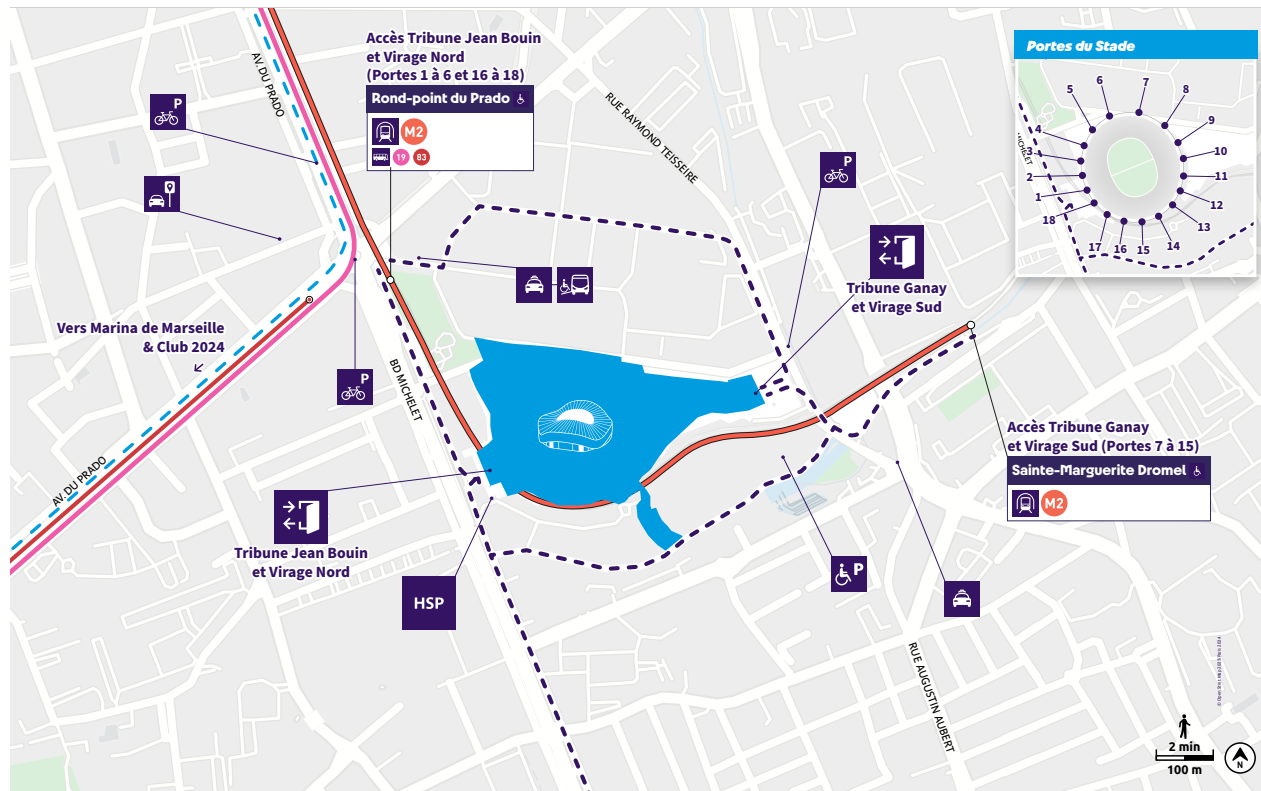 Accès Tribune Jean Bouin
et Virage Nord
(Portes 1 à 6 et 16 à 18)
Rond-point du Prado
M2
19 83
AV. DU PRADO
P
RUE RAYMOND TEISSEIRE
P
Portes du Stade
6 7
5 8
9
4
10
3
11
2
12
1
13
18
14
17 16 15
MICHELET
Tribune Ganay
et Virage Sud
Vers Marina de Marseille
& Club 2024
P
BD MICHELET
AV. DU PRADO
Accès Tribune Ganay
et Virage Sud (Portes 7 à 15)
Sainte-Marguerite Dromel
M2
Tribune Jean Bouin
et Virage Nord
HSP
P
RUE AUGUSTIN AUBERT
2 min
100 m
N